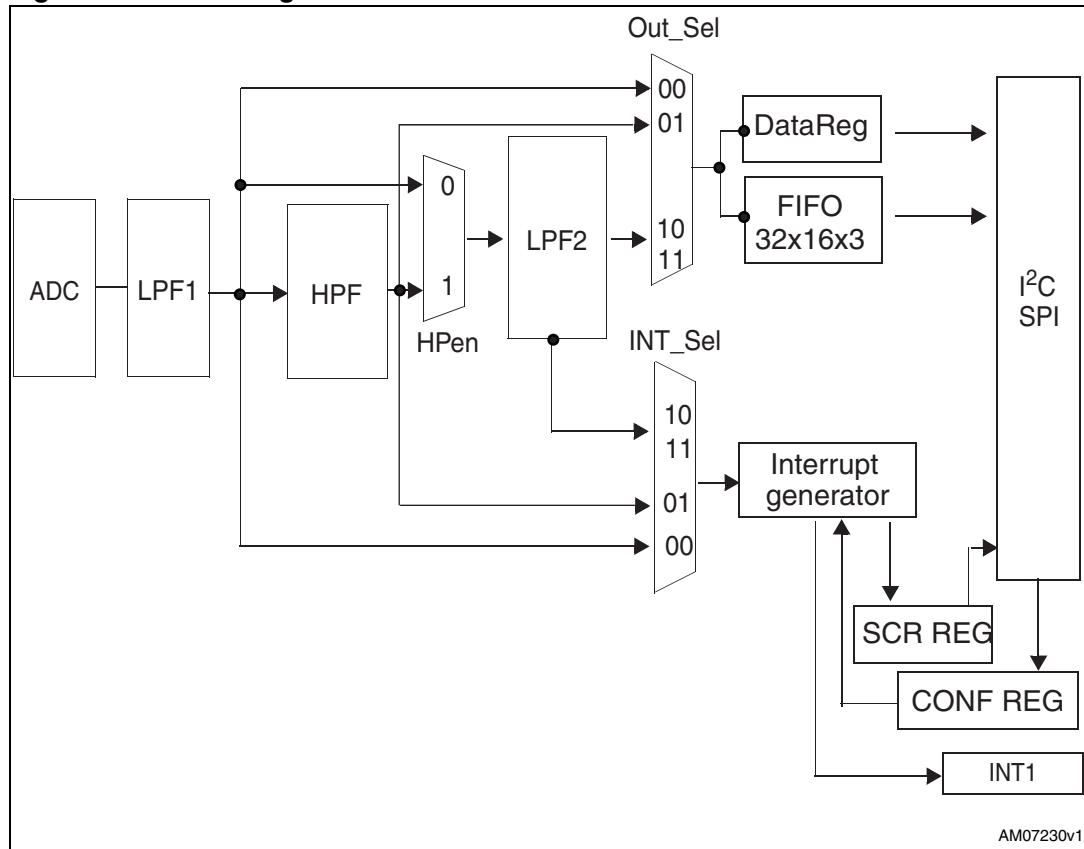 Out_Sel
00
01
DataReg
0
FIFO
32x16x3
10
11
LPF2
ADC
LPF1
HPF
1
I2C
SPI
HPen
INT_Sel
10
11
Interrupt
generator
01
00
SCR REG
CONF REG
INT1
AM07230v1